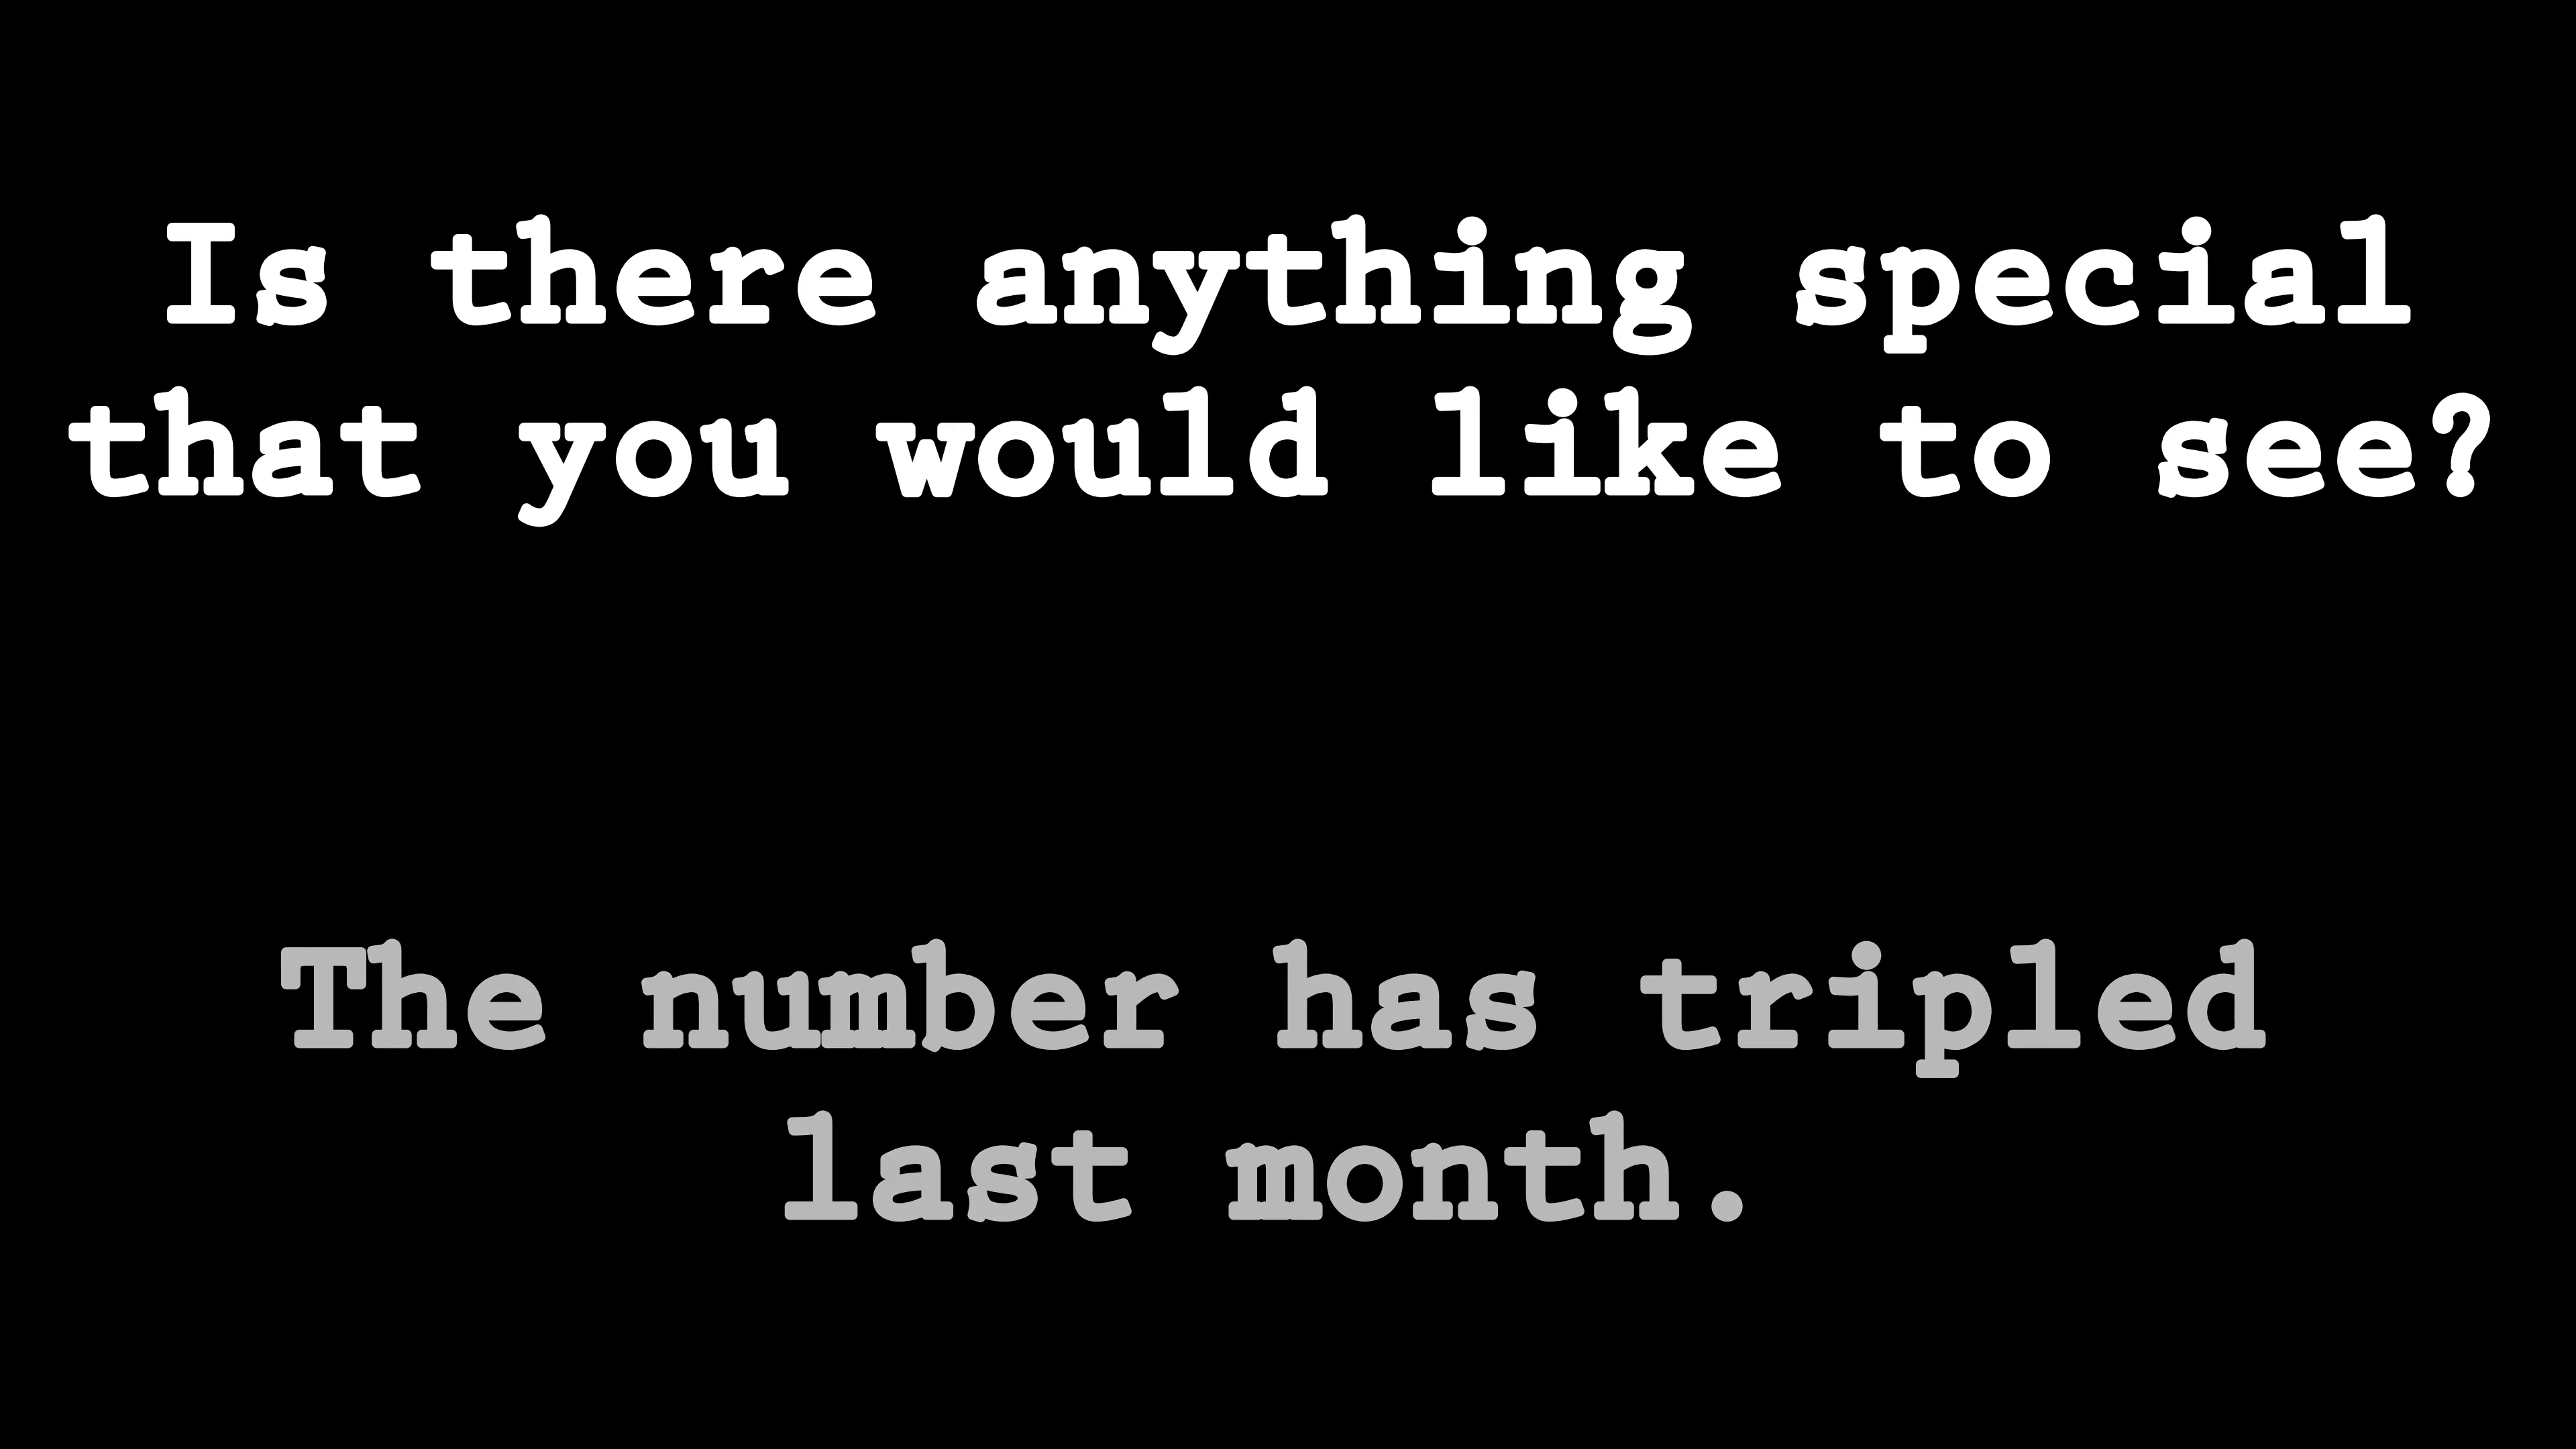 Is there anything special
that you would like to see?
The number has tripled
last month.